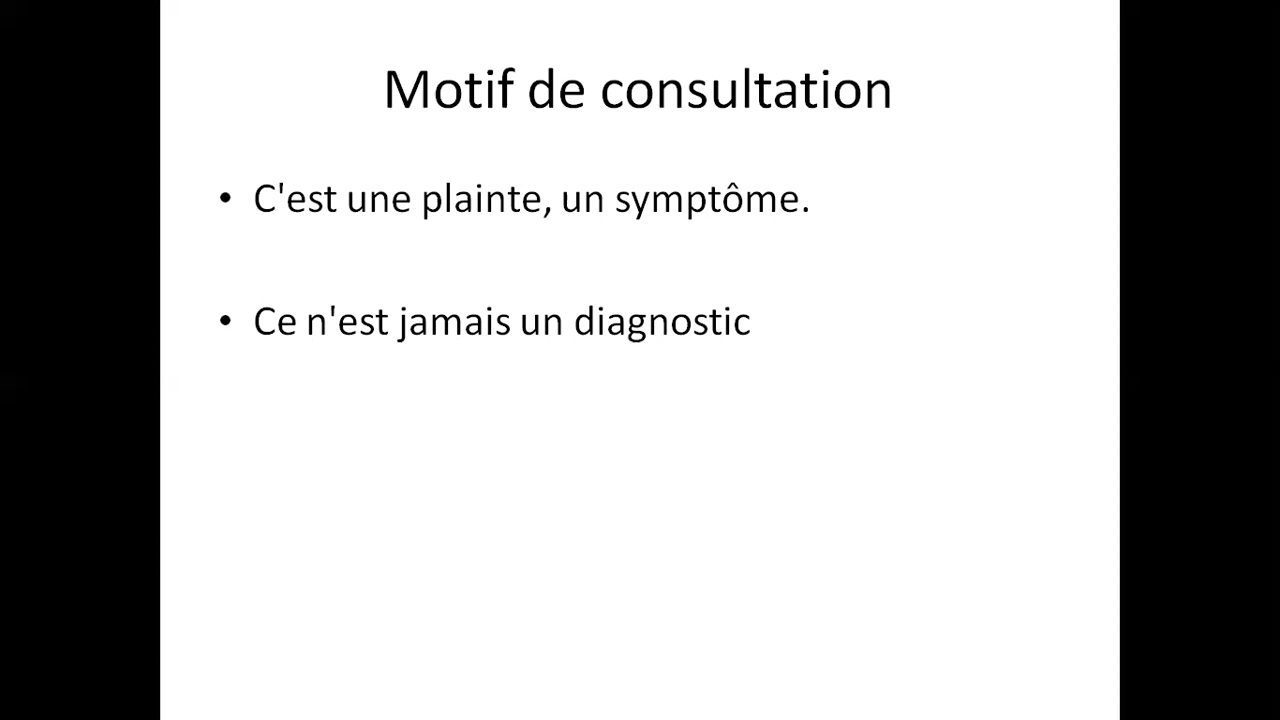 Motif de consultation
• C'est une plainte, un symptôme.
• Ce n'est jamais un diagnostic